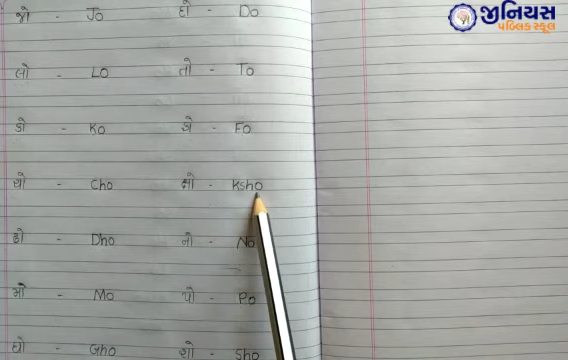 જીનિયસ
પબ્લિક સ્કૂલ
જો - Jo દો - Do
લો - Lo તો - To
કો - Ko ફો - Fo
ચો - Cho ક્ષો - Ksho
ઢો - Dho નો - No
મો - Mo પો - Po
ઘો - Gho શો - Sho